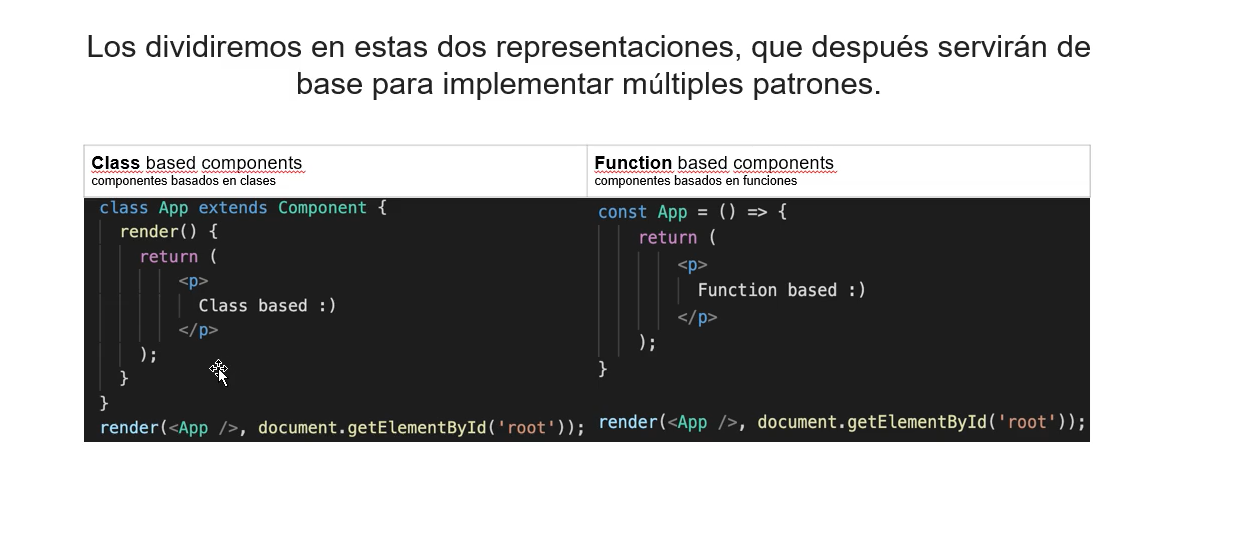 Los dividiremos en estas dos representaciones, que después servirán de
base para implementar múltiples patrones.
Class based components
componentes basados en clases
class App extends Component {
render() {
return (
<p>
Class based :)
</p>
);
}
}
render(<App />, document.getElementById('root'));
Function based components
componentes basados en funciones
const App = () => {
return (
<p>
Function based :)
</p>
);
}
render(<App />, document.getElementById('root'));